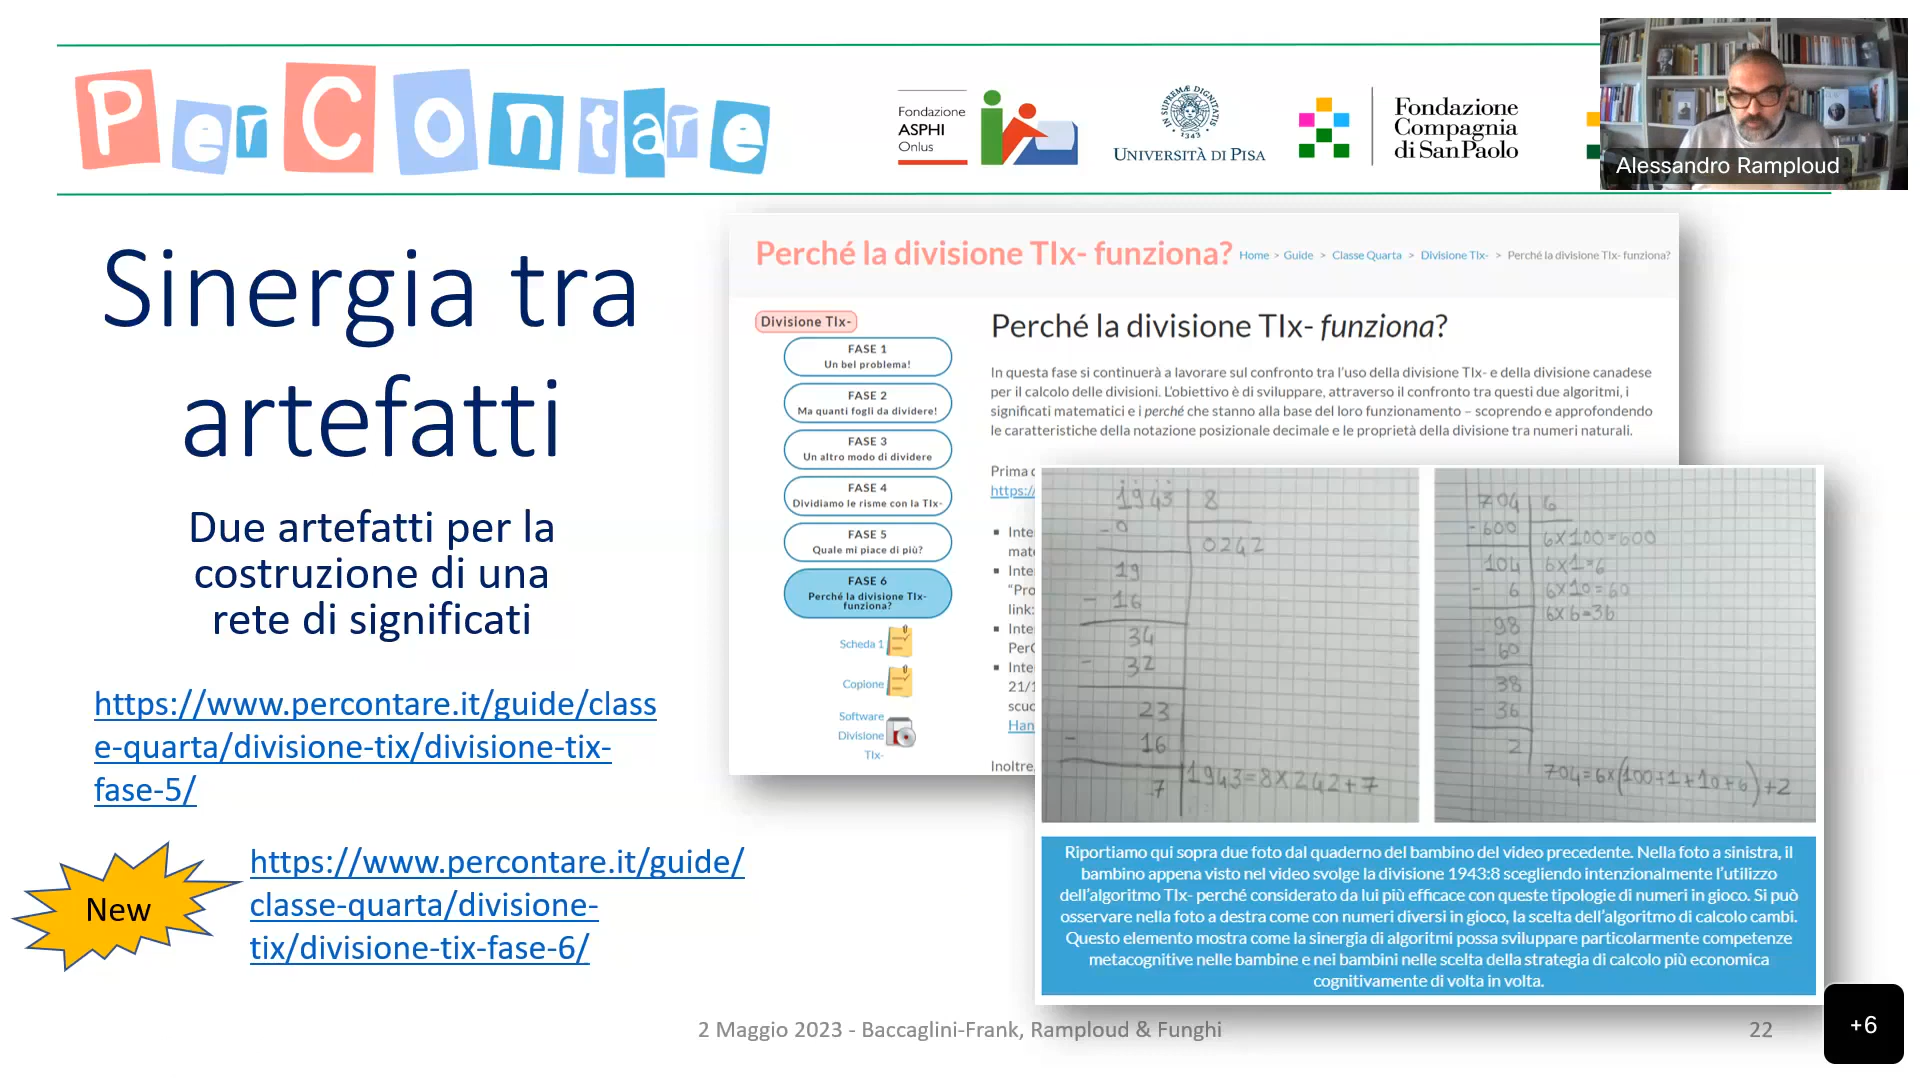 PerContare
Fondazione
ASPHI
Onlus
IN SUPREMÆ DIGNITATIS
1343
UNIVERSITÀ DI PISA
Fondazione
Compagnia
di SanPaolo
Alessandro Ramploud
Sinergia tra
artefatti
Due artefatti per la
costruzione di una
rete di significati
https://www.percontare.it/guide/class
e-quarta/divisione-tix/divisione-tix-
fase-5/
New
https://www.percontare.it/guide/
classe-quarta/divisione-
tix/divisione-tix-fase-6/
Perché la divisione TIx- funziona?
Home > Guide > Classe Quarta > Divisione TIx- > Perché la divisione TIx- funziona?
Divisione TIx-
FASE 1
Un bel problema!
FASE 2
Ma quanti fogli da dividere!
FASE 3
Un altro modo di dividere
FASE 4
Dividiamo le risme con la TIx-
FASE 5
Quale mi piace di più?
FASE 6
Perché la divisione TIx-
funziona?
Scheda 1
Copione
Software
Divisione
TIx-
Perché la divisione TIx- funziona?
In questa fase si continuerà a lavorare sul confronto tra l'uso della divisione TIx- e della divisione canadese
per il calcolo delle divisioni. L'obiettivo è di sviluppare, attraverso il confronto tra questi due algoritmi, i
significati matematici e i perché che stanno alla base del loro funzionamento – scoprendo e approfondendo
le caratteristiche della notazione posizionale decimale e le proprietà della divisione tra numeri naturali.
Prima
https:/
Inte
mate
Inte
"Pro
link:
Inte
PerC
Inte
21/1
scuo
Han
Inoltre,
1943 8
-0
0242
19
- 16
34
- 32
23
- 16
7 1943=8x242+7
704 6
-600 6x100=600
104 6x1=6
- 6 6x10=60
98 6x6=36
- 60
38
- 36
2
704=6x(100+1+10+6)+2
Riportiamo qui sopra due foto dal quaderno del bambino del video precedente. Nella foto a sinistra, il
bambino appena visto nel video svolge la divisione 1943:8 scegliendo intenzionalmente l'utilizzo
dell'algoritmo TIx- perché considerato da lui più efficace con queste tipologie di numeri in gioco. Si può
osservare nella foto a destra come con numeri diversi in gioco, la scelta dell'algoritmo di calcolo cambi.
Questo elemento mostra come la sinergia di algoritmi possa sviluppare particolarmente competenze
metacognitive nelle bambine e nei bambini nelle scelta della strategia di calcolo più economica
cognitivamente di volta in volta.
2 Maggio 2023 - Baccaglini-Frank, Ramploud & Funghi
22
+6